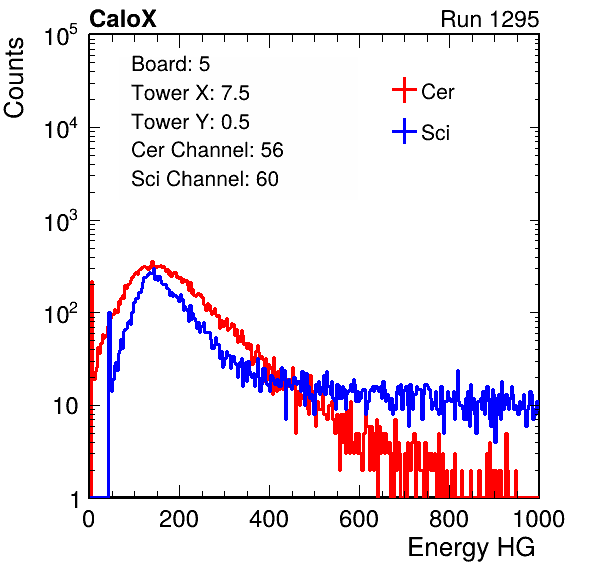 CaloX Run 1295
Counts
Board: 5
Tower X: 7.5
Tower Y: 0.5
Cer Channel: 56
Sci Channel: 60
Cer
Sci
10^5
10^4
10^3
10^2
10
1
0 200 400 600 800 1000
Energy HG